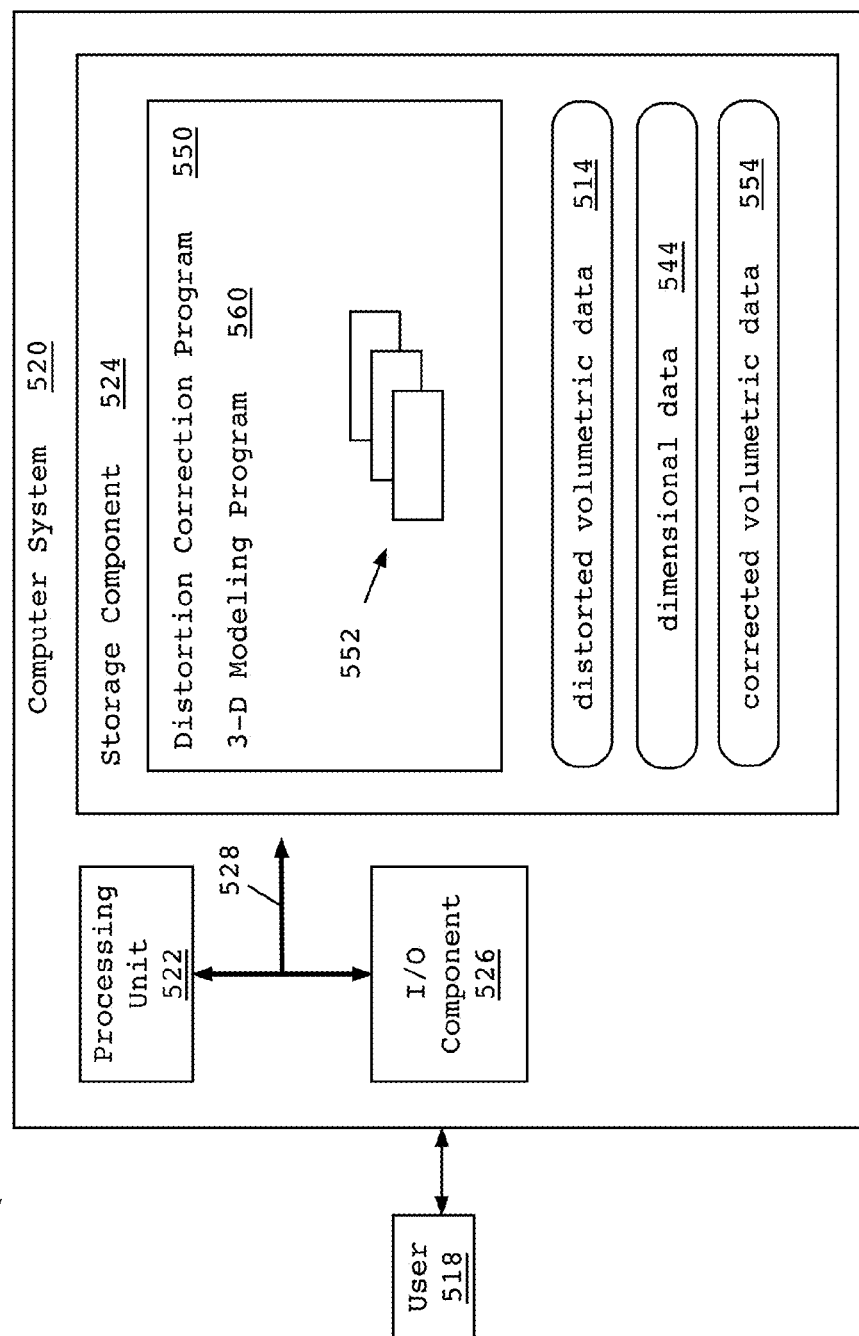 Computer System 520
Storage Component 524
Distortion Correction Program 550
3-D Modeling Program 560
552
distorted volumetric data 514
dimensional data 544
corrected volumetric data 554
Processing
Unit
522
528
I/O
Component
526
User
518